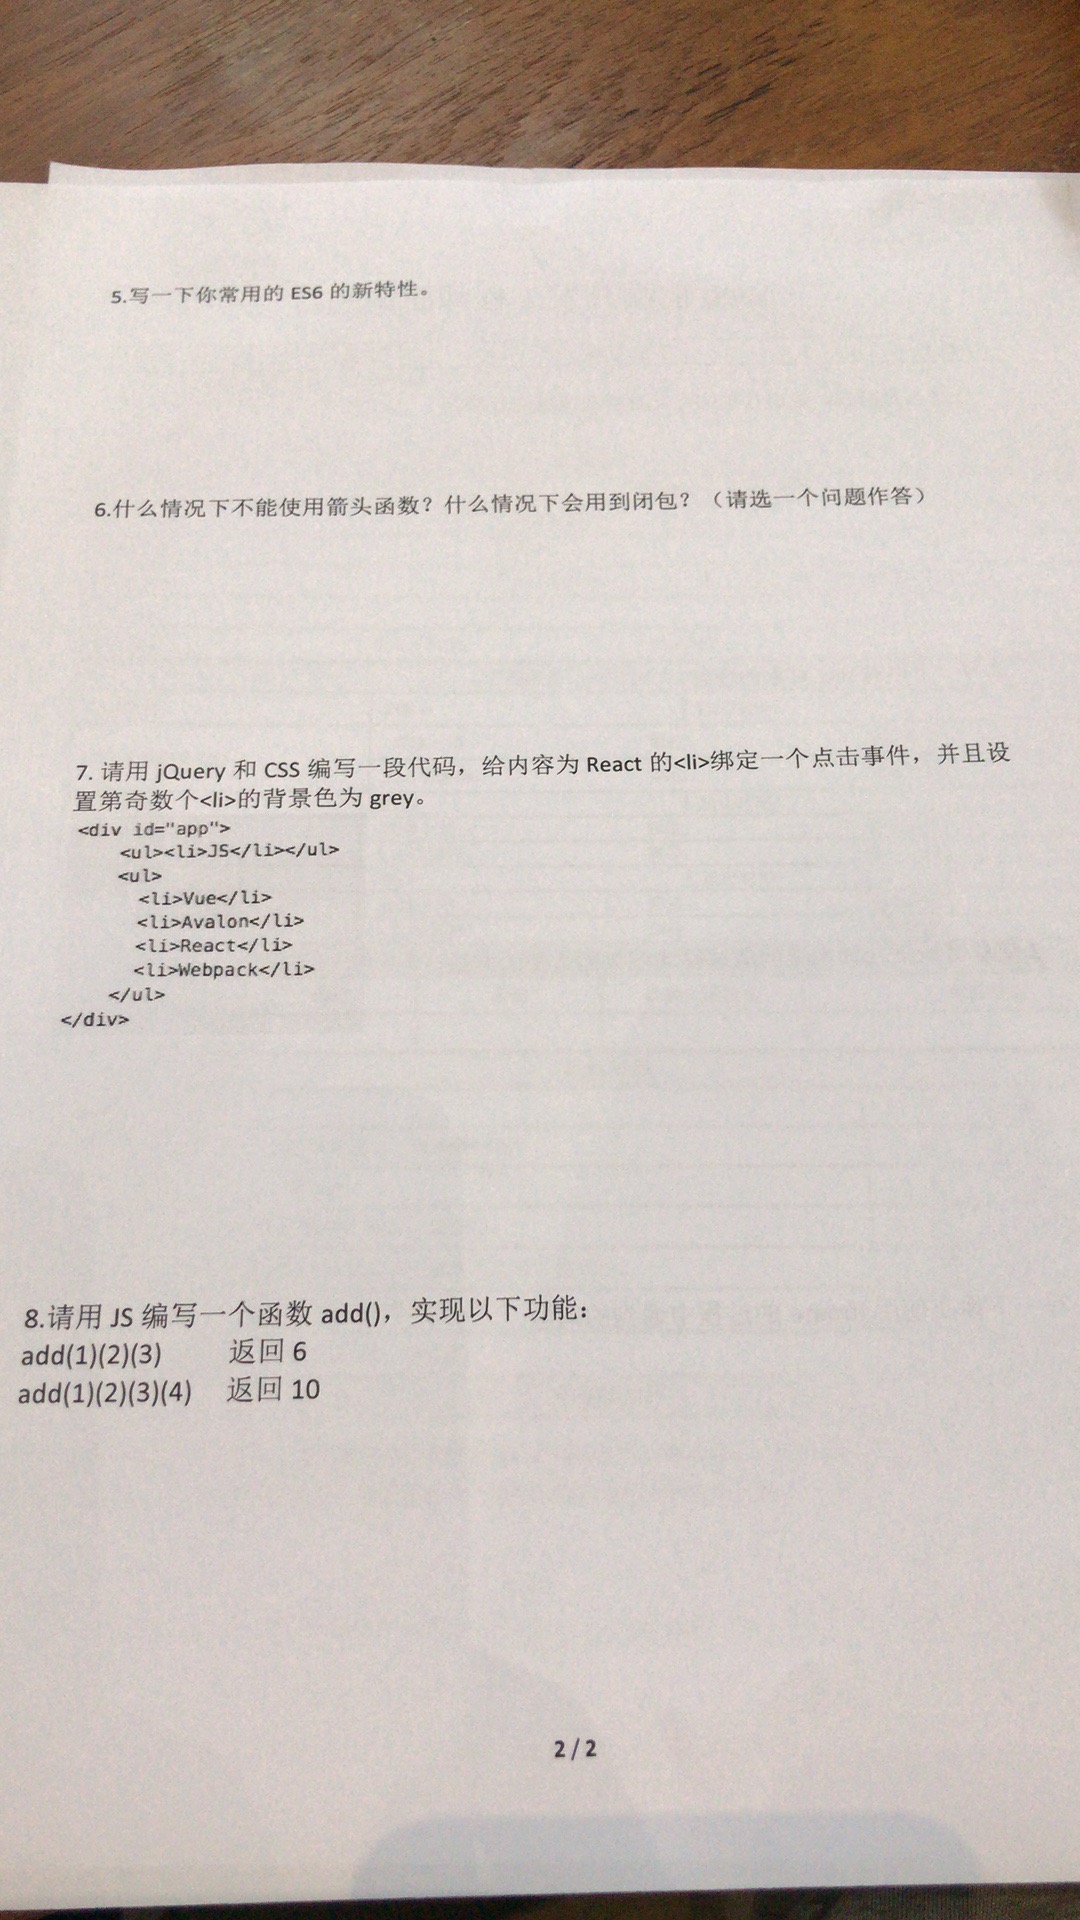 5.写一下你常用的 ES6 的新特性。
6.什么情况下不能使用箭头函数？什么情况下会用到闭包？（请选一个问题作答）
7. 请用 jQuery 和 CSS 编写一段代码，给内容为 React 的<li>绑定一个点击事件，并且设
置第奇数个<li>的背景色为 grey。
<div id="app">
<ul><li>JS</li></ul>
<ul>
<li>Vue</li>
<li>Avalon</li>
<li>React</li>
<li>Webpack</li>
</ul>
</div>
8.请用 JS 编写一个函数 add()，实现以下功能：
add(1)(2)(3) 返回 6
add(1)(2)(3)(4) 返回 10
2 / 2